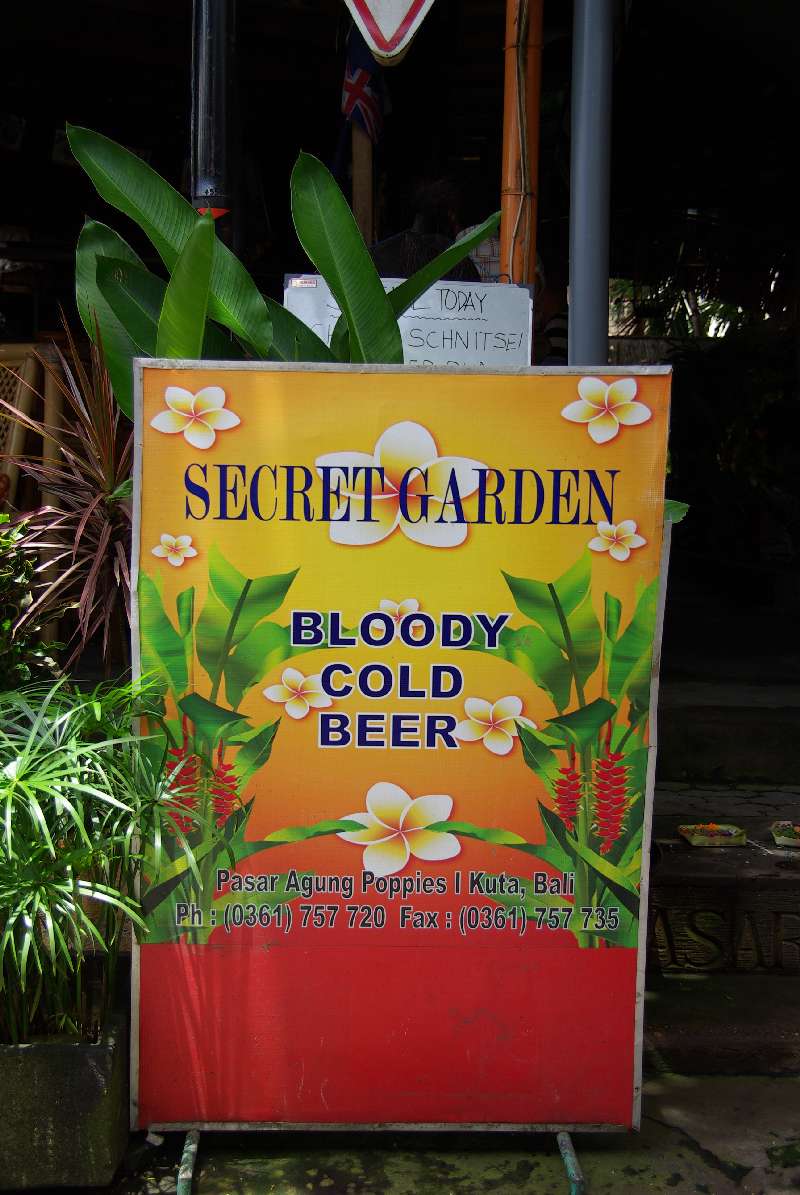 TODAY
SCHNITSEL
SECRET GARDEN
BLOODY
COLD
BEER
Pasar Agung Poppies I Kuta, Bali
Ph : (0361) 757 720 Fax : (0361) 757 735